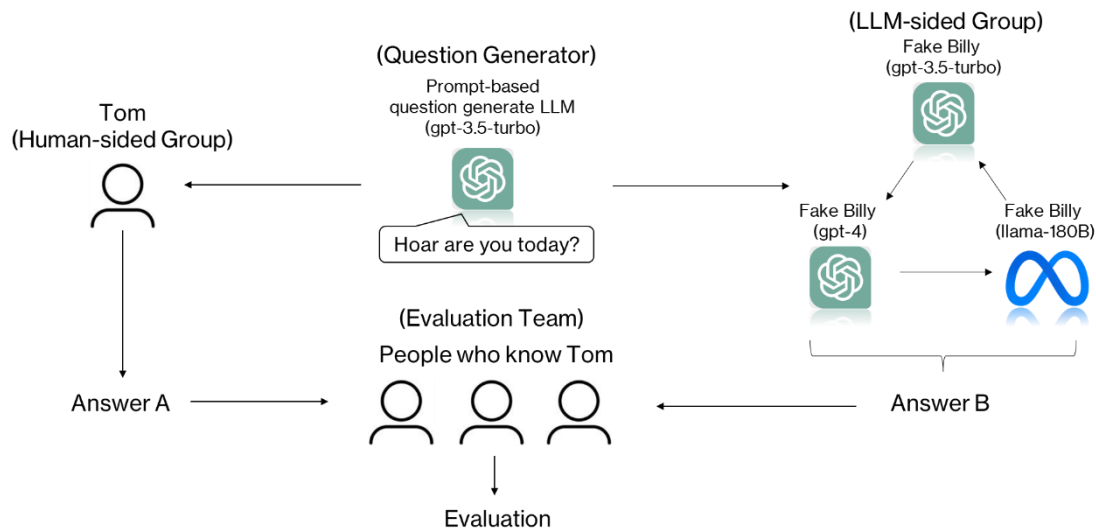 (LLM-sided Group)
Fake Billy
(gpt-3.5-turbo)
(Question Generator)
Prompt-based
question generate LLM
(gpt-3.5-turbo)
Tom
(Human-sided Group)
Hoar are you today?
Fake Billy
(gpt-4)
Fake Billy
(llama-180B)
(Evaluation Team)
People who know Tom
Answer A
Answer B
Evaluation